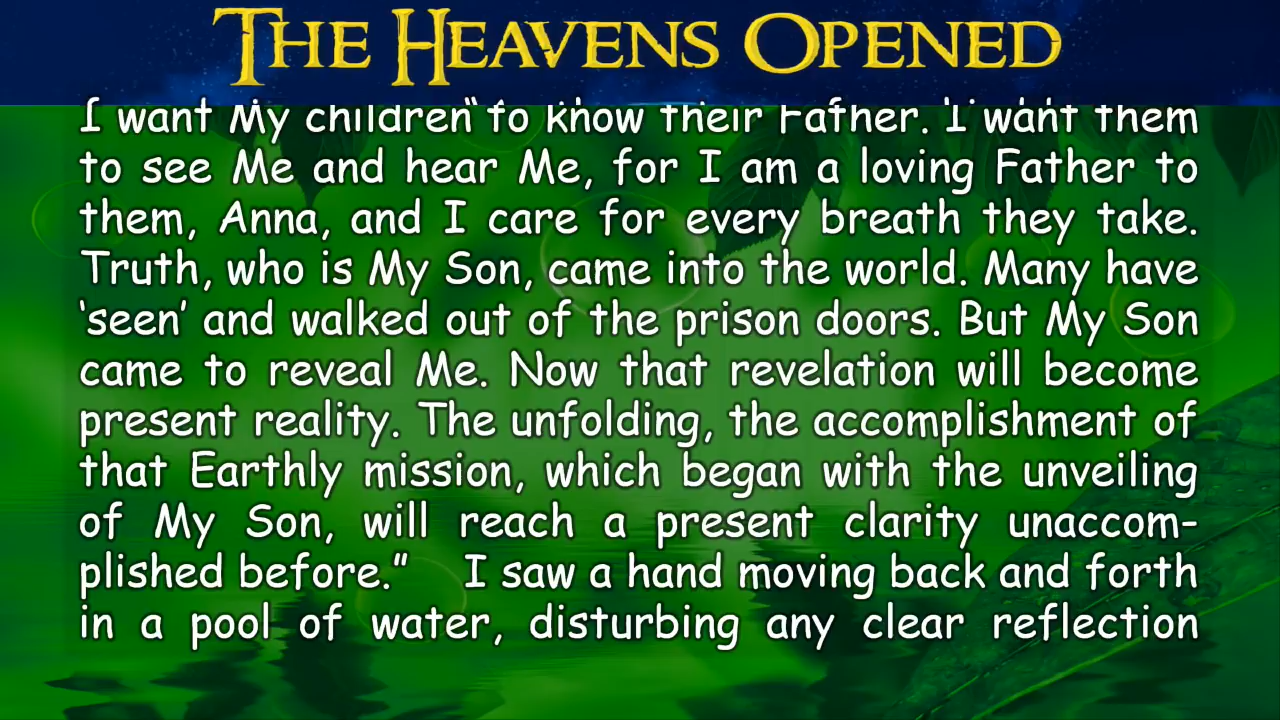 THE HEAVENS OPENED
I want My children to know their Father. I want them
to see Me and hear Me, for I am a loving Father to
them, Anna, and I care for every breath they take.
Truth, who is My Son, came into the world. Many have
‘seen’ and walked out of the prison doors. But My Son
came to reveal Me. Now that revelation will become
present reality. The unfolding, the accomplishment of
that Earthly mission, which began with the unveiling
of My Son, will reach a present clarity unaccom-
plished before.” I saw a hand moving back and forth
in a pool of water, disturbing any clear reflection